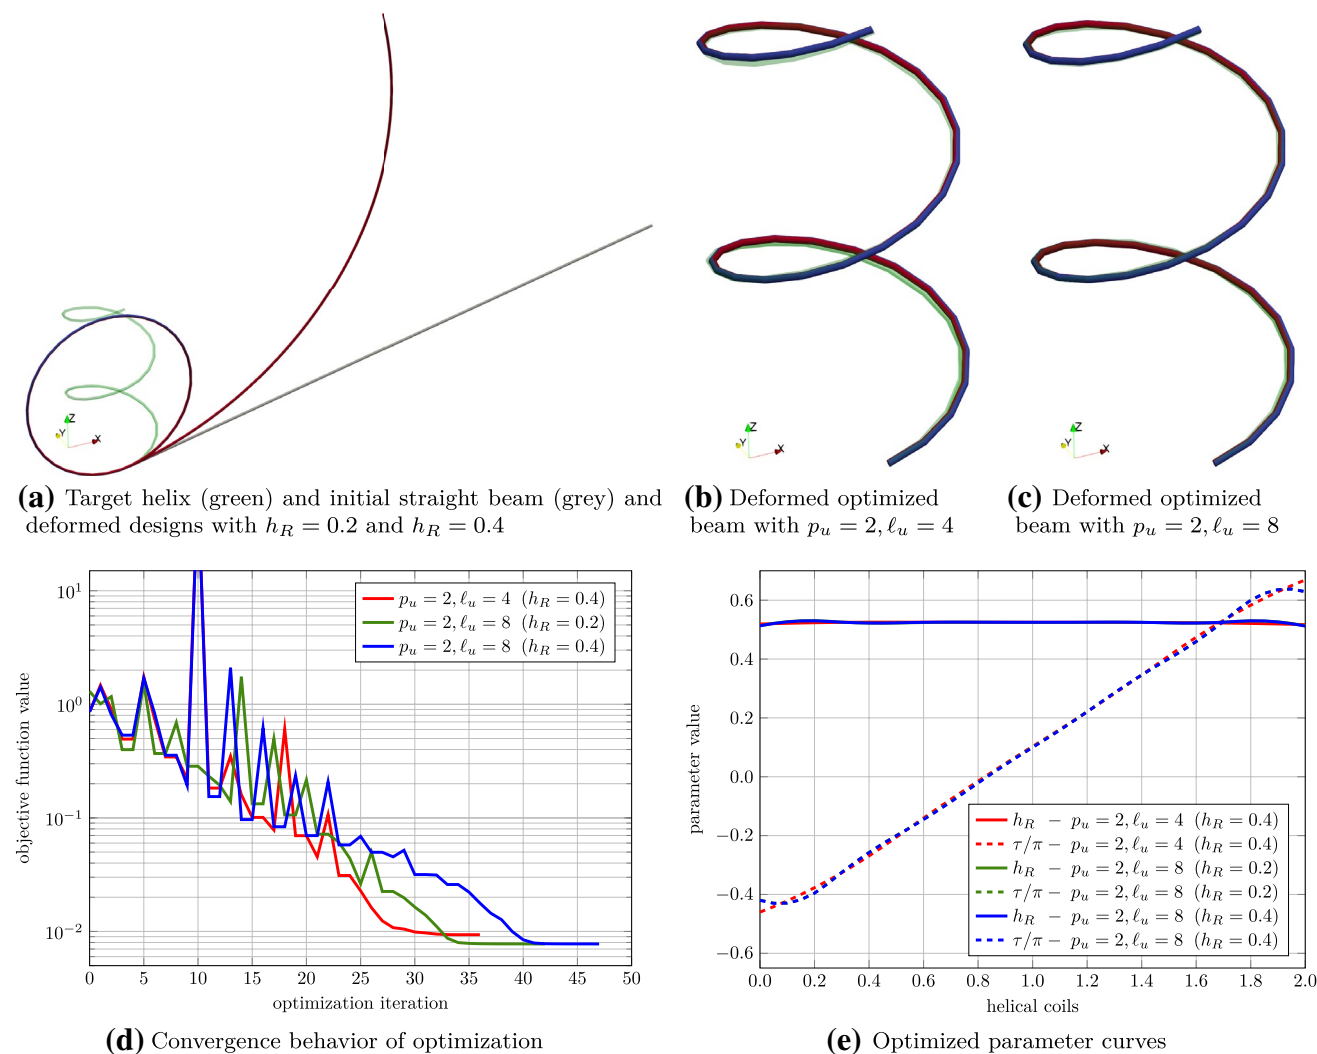 Z
Y
X
Z
Y
X
Z
Y
X
(a) Target helix (green) and initial straight beam (grey) and
deformed designs with h_R = 0.2 and h_R = 0.4
(b) Deformed optimized
beam with p_u = 2, ℓ_u = 4
(c) Deformed optimized
beam with p_u = 2, ℓ_u = 8
10^1
10^0
10^−1
10^−2
objective function value
p_u = 2, ℓ_u = 4 (h_R = 0.4)
p_u = 2, ℓ_u = 8 (h_R = 0.2)
p_u = 2, ℓ_u = 8 (h_R = 0.4)
0 5 10 15 20 25 30 35 40 45 50
optimization iteration
(d) Convergence behavior of optimization
0.6
0.4
0.2
0.0
−0.2
−0.4
−0.6
parameter value
h_R − p_u = 2, ℓ_u = 4 (h_R = 0.4)
τ/π − p_u = 2, ℓ_u = 4 (h_R = 0.4)
h_R − p_u = 2, ℓ_u = 8 (h_R = 0.2)
τ/π − p_u = 2, ℓ_u = 8 (h_R = 0.2)
h_R − p_u = 2, ℓ_u = 8 (h_R = 0.4)
τ/π − p_u = 2, ℓ_u = 8 (h_R = 0.4)
0.0 0.2 0.4 0.6 0.8 1.0 1.2 1.4 1.6 1.8 2.0
helical coils
(e) Optimized parameter curves